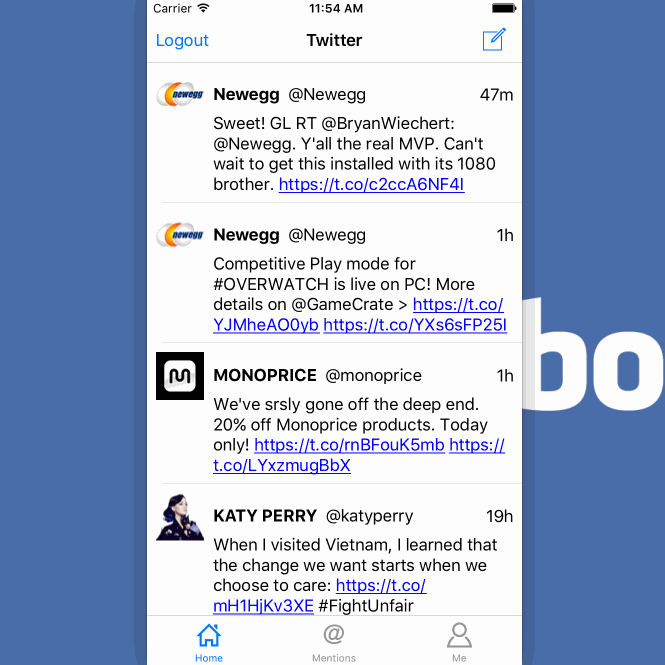 Carrier 11:54 AM
Logout Twitter
newegg Newegg @Newegg 47m
Sweet! GL RT @BryanWiechert:
@Newegg. Y'all the real MVP. Can't
wait to get this installed with its 1080
brother. https://t.co/c2ccA6NF4I
newegg Newegg @Newegg 1h
Competitive Play mode for
#OVERWATCH is live on PC! More
details on @GameCrate > https://t.co/
YJMheAO0yb https://t.co/YXs6sFP25I
MONOPRICE @monoprice 1h
We've srsly gone off the deep end.
20% off Monoprice products. Today
only! https://t.co/rnBFouK5mb https://
t.co/LYxzmugBbX
KATY PERRY @katyperry 19h
When I visited Vietnam, I learned that
the change we want starts when we
choose to care: https://t.co/
mH1HjKv3XE #FightUnfair
Home Mentions Me
bo